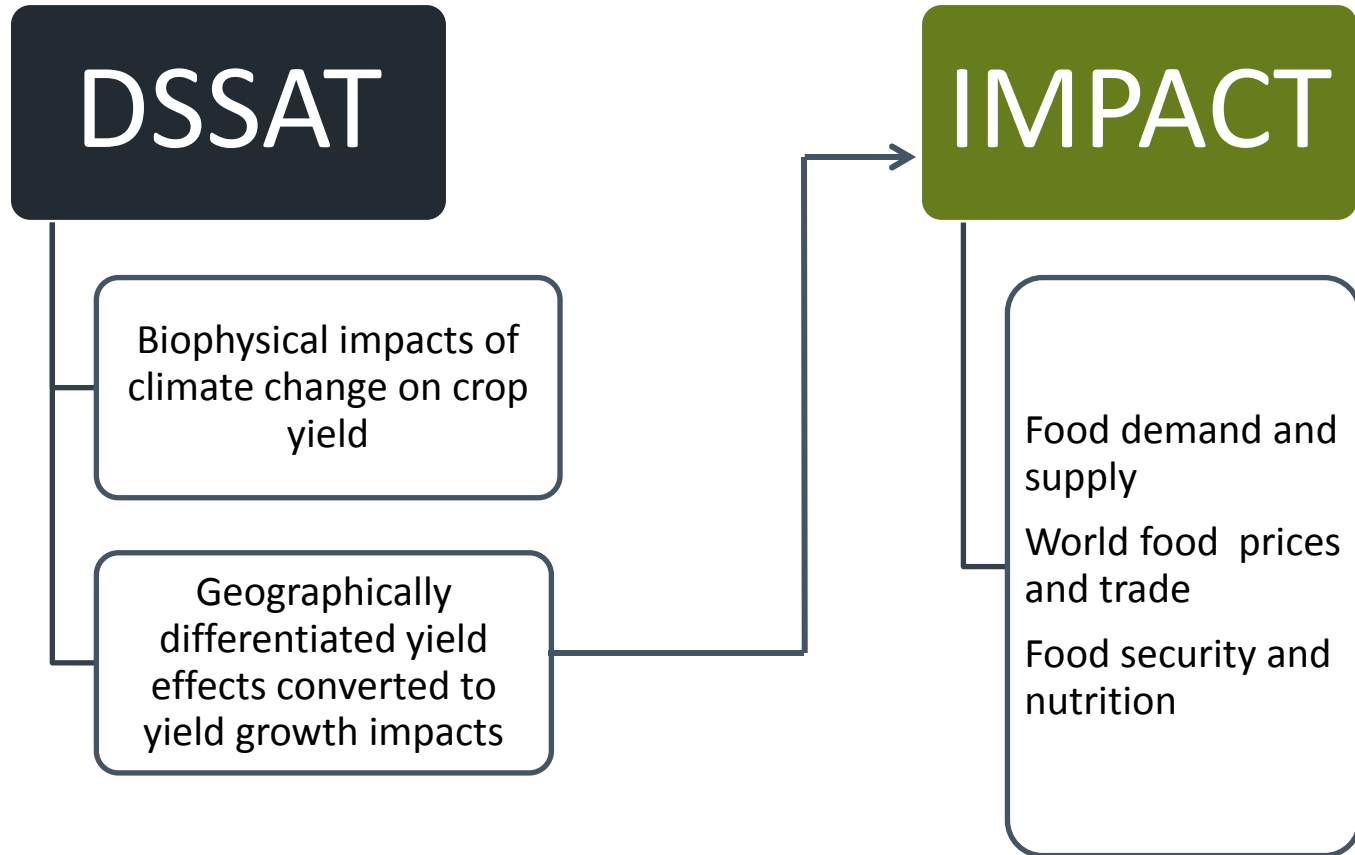 DSSAT
Biophysical impacts of
climate change on crop
yield
Geographically
differentiated yield
effects converted to
yield growth impacts
IMPACT
Food demand and
supply
World food  prices
and trade
Food security and
nutrition